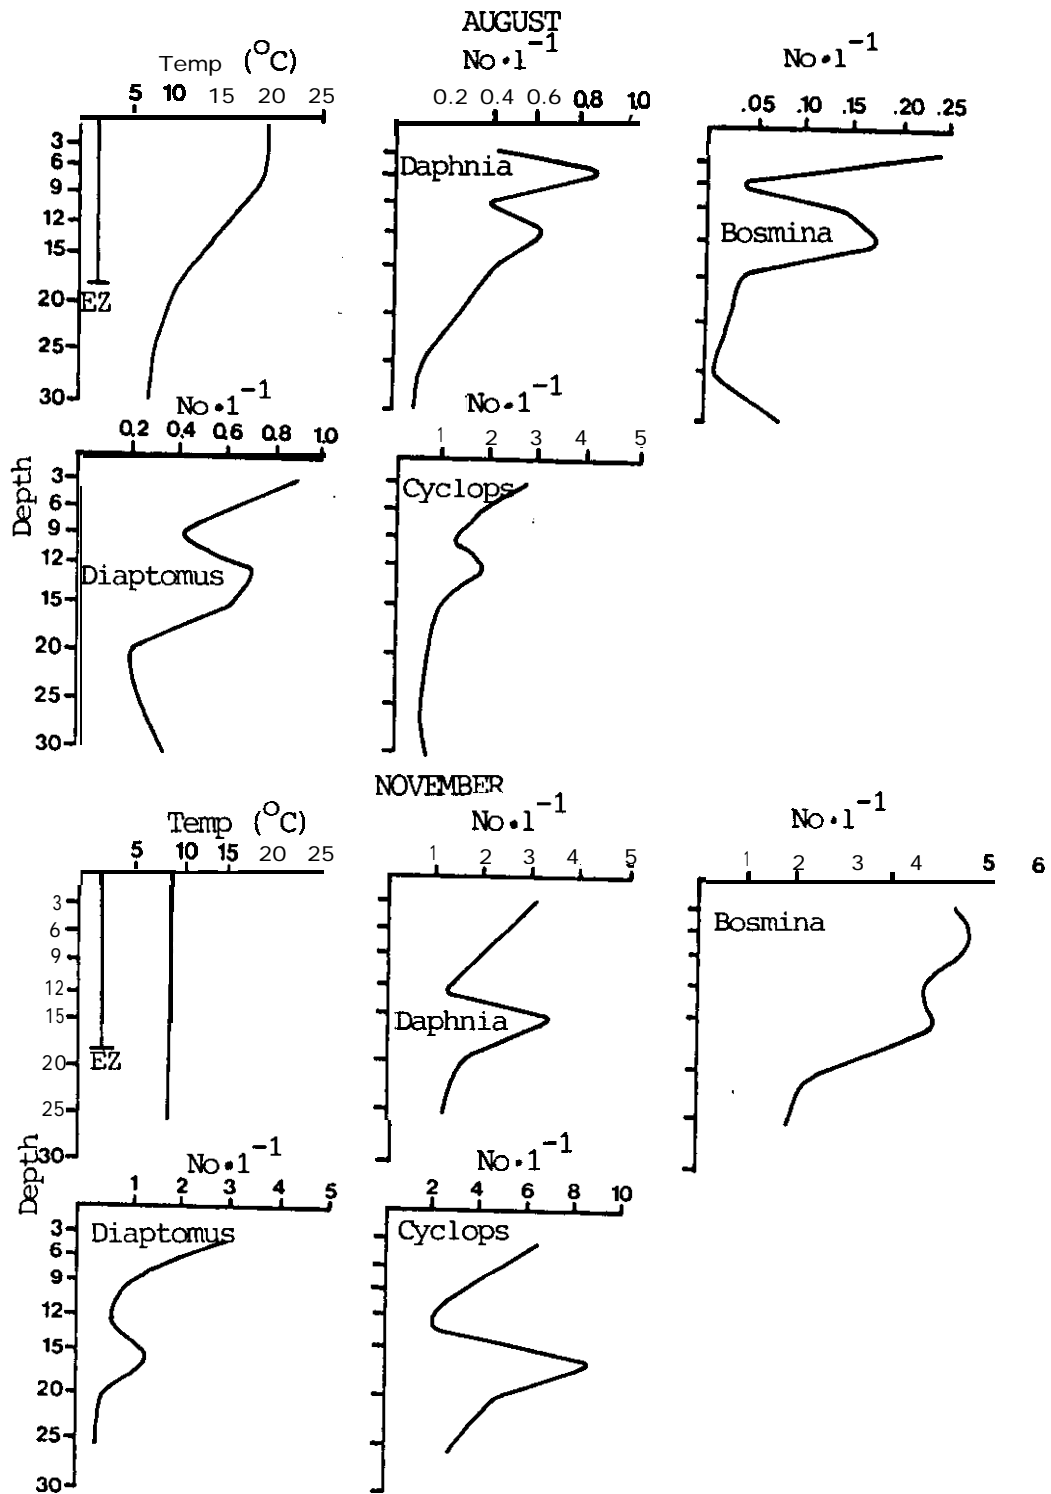 AUGUST
Temp (°C)
No•l⁻¹
No•l⁻¹
5 10 15 20 25
0.2 0.4 0.6 0.8 1.0
.05 .10 .15 .20 .25
3
6
9
12
15
20
25
30
EZ
Daphnia
Bosmina
No•l⁻¹
No•l⁻¹
0.2 0.4 0.6 0.8 1.0
1 2 3 4 5
Depth
3
6
9
12
15
20
25
30
Diaptomus
Cyclops
NOVEMBER
Temp (°C)
No•l⁻¹
No•l⁻¹
5 10 15 20 25
1 2 3 4 5
1 2 3 4 5 6
3
6
9
12
15
20
25
30
EZ
Daphnia
Bosmina
No•l⁻¹
No•l⁻¹
1 2 3 4 5
2 4 6 8 10
Depth
3
6
9
12
15
20
25
30
Diaptomus
Cyclops